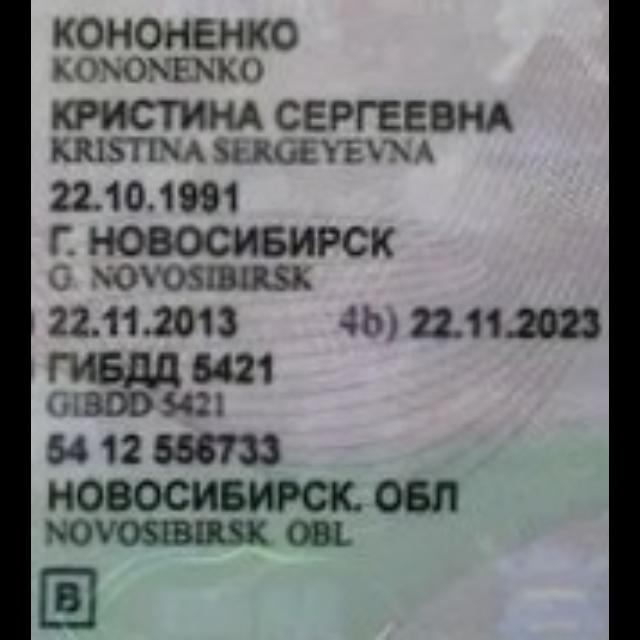 КОНОНЕНКО
KONONENKO
КРИСТИНА СЕРГЕЕВНА
KRISTINA SERGEYEVNA
22.10.1991
Г. НОВОСИБИРСК
G. NOVOSIBIRSK
22.11.2013 4b) 22.11.2023
ГИБДД 5421
GIBDD 5421
54 12 556733
НОВОСИБИРСК. ОБЛ
NOVOSIBIRSK. OBL
B